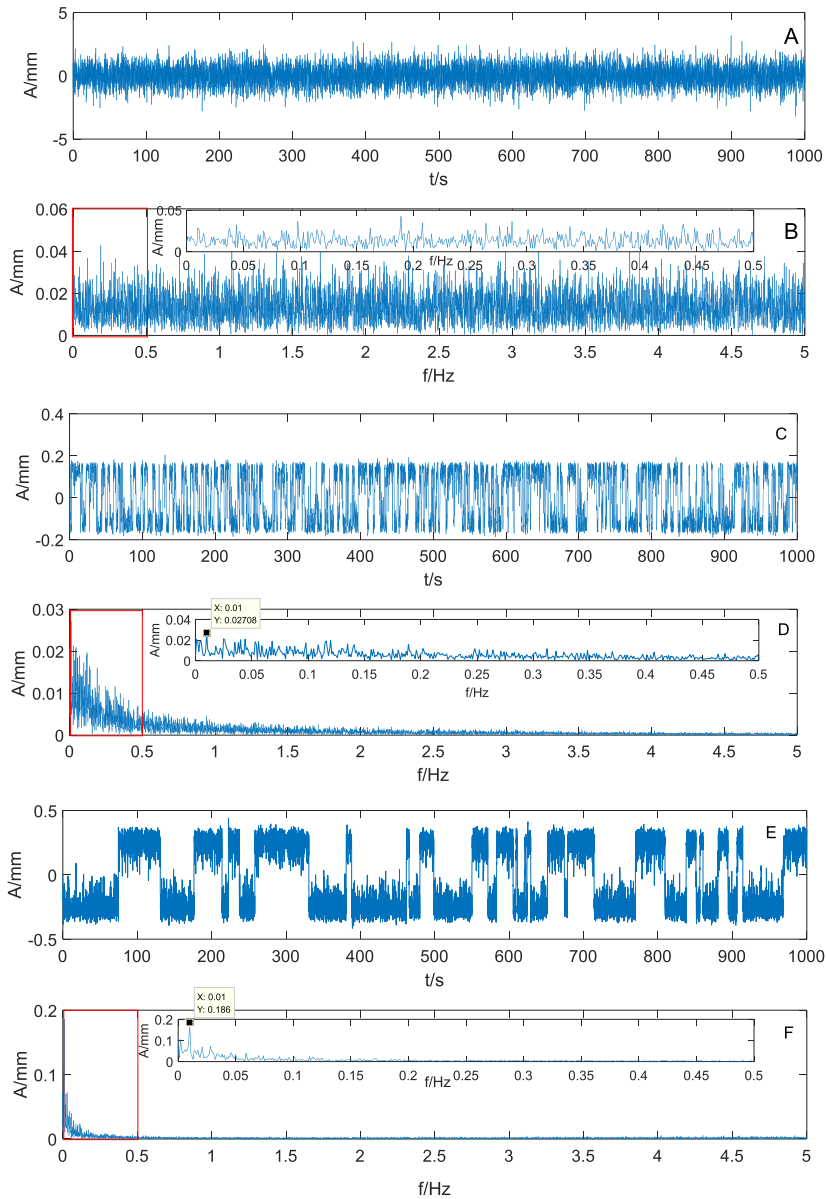 A
A/mm
5
0
-5
0 100 200 300 400 500 600 700 800 900 1000
t/s
B
A/mm
0.06
0.04
0.02
0
0.05
0
A/mm
0 0.05 0.1 0.15 0.2 0.25 0.3 0.35 0.4 0.45 0.5
f/Hz
0 0.5 1 1.5 2 2.5 3 3.5 4 4.5 5
f/Hz
C
A/mm
0.4
0.2
0
-0.2
0 100 200 300 400 500 600 700 800 900 1000
t/s
X: 0.01
Y: 0.02708
D
A/mm
0.03
0.02
0.01
0
0.04
0.02
0
A/mm
0 0.05 0.1 0.15 0.2 0.25 0.3 0.35 0.4 0.45 0.5
f/Hz
0 0.5 1 1.5 2 2.5 3 3.5 4 4.5 5
f/Hz
E
A/mm
0.5
0
-0.5
0 100 200 300 400 500 600 700 800 900 1000
t/s
X: 0.01
Y: 0.186
F
A/mm
0.2
0.1
0
0.2
0.1
0
A/mm
0 0.05 0.1 0.15 0.2 0.25 0.3 0.35 0.4 0.45 0.5
f/Hz
0 0.5 1 1.5 2 2.5 3 3.5 4 4.5 5
f/Hz